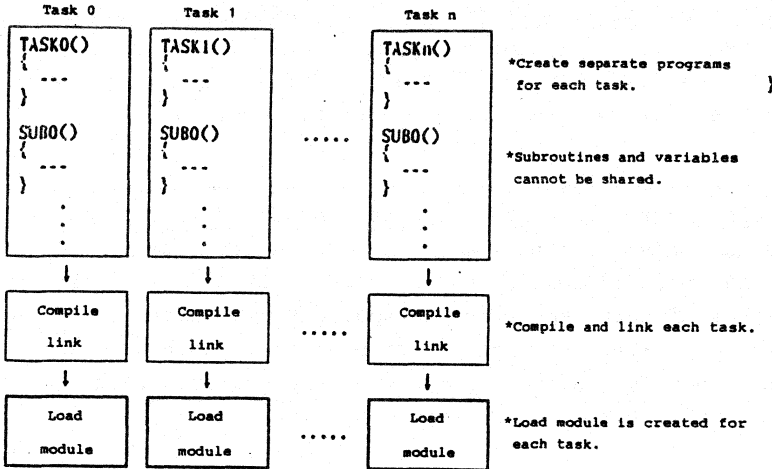 Task 0 Task 1 Task n
TASK0() TASK1() TASKn()
{ { {
--- --- ---
} } }
*Create separate programs
for each task. }
SUB0() SUB0() ..... SUB0()
{ { {
--- --- ---
} } }
*Subroutines and variables
cannot be shared.
. . .
. . .
. . .
Compile Compile ..... Compile
link link link
*Compile and link each task.
Load Load ..... Load
module module module
*Load module is created for
each task.